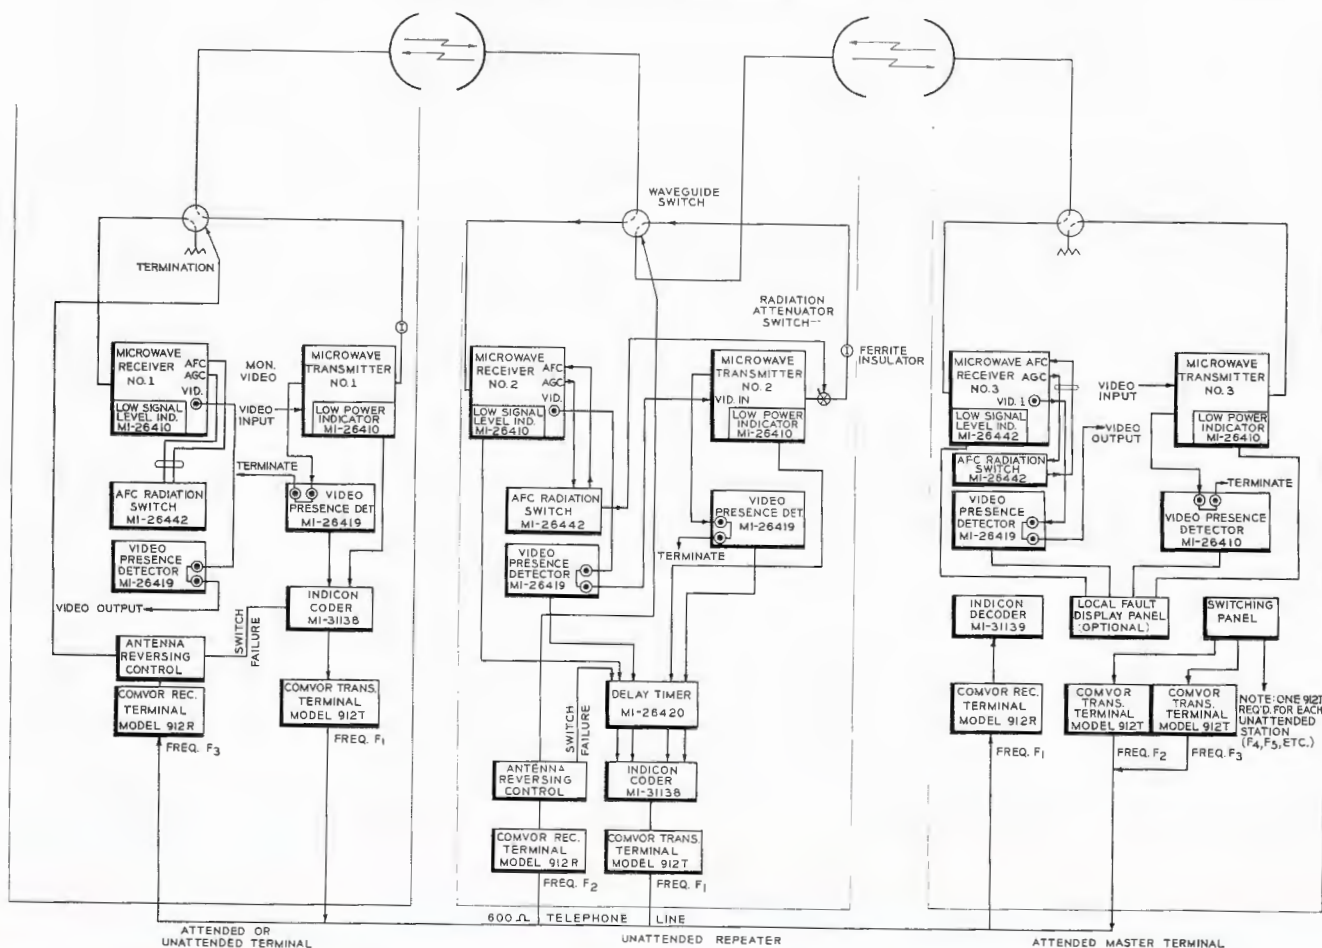 TERMINATION
MICROWAVE
RECEIVER
NO.1
AFC
AGC
VID.
LOW SIGNAL
LEVEL IND.
MI-26410
MON.
VIDEO
VIDEO
INPUT
MICROWAVE
TRANSMITTER
NO.1
LOW POWER
INDICATOR
MI-26410
TERMINATE
AFC RADIATION
SWITCH
MI-26442
VIDEO
PRESENCE DET.
MI-26419
VIDEO
PRESENCE
DETECTOR
MI-26419
VIDEO OUTPUT
INDICON
CODER
MI-31138
SWITCH
FAILURE
ANTENNA
REVERSING
CONTROL
COMVOR REC.
TERMINAL
MODEL 912R
FREQ. F3
COMVOR TRANS.
TERMINAL
MODEL 912T
FREQ. F1
ATTENDED OR
UNATTENDED TERMINAL
WAVEGUIDE
SWITCH
RADIATION
ATTENUATOR
SWITCH
FERRITE
INSULATOR
MICROWAVE
RECEIVER
NO.2
AFC
AGC
VID.
LOW SIGNAL
LEVEL IND.
MI-26410
MICROWAVE
TRANSMITTER
NO.2
VID. IN
LOW POWER
INDICATOR
MI-26410
AFC RADIATION
SWITCH
MI-26442
VIDEO
PRESENCE DET.
MI-26419
TERMINATE
VIDEO
PRESENCE
DETECTOR
MI-26419
DELAY TIMER
MI-26420
SWITCH
FAILURE
ANTENNA
REVERSING
CONTROL
INDICON
CODER
MI-31138
COMVOR REC.
TERMINAL
MODEL 912R
FREQ. F2
COMVOR TRANS.
TERMINAL
MODEL 912T
FREQ. F1
600 Ω TELEPHONE LINE
UNATTENDED REPEATER
MICROWAVE
RECEIVER
NO.3
AFC
AGC
VID. 1
LOW SIGNAL
LEVEL IND.
MI-26442
VIDEO
INPUT
VIDEO
OUTPUT
MICROWAVE
TRANSMITTER
NO.3
LOW POWER
INDICATOR
MI-26410
AFC RADIATION
SWITCH
MI-26442
VIDEO
PRESENCE
DETECTOR
MI-26419
TERMINATE
VIDEO PRESENCE
DETECTOR
MI-26410
INDICON
DECODER
MI-31139
LOCAL FAULT
DISPLAY PANEL
(OPTIONAL)
SWITCHING
PANEL
COMVOR REC.
TERMINAL
MODEL 912R
FREQ. F1
COMVOR
TRANS.
TERMINAL
MODEL 912T
FREQ. F2
COMVOR
TRANS.
TERMINAL
MODEL 912T
FREQ. F3
NOTE: ONE 912T
REQ'D. FOR EACH
UNATTENDED
STATION
(F4, F5, ETC.)
ATTENDED MASTER TERMINAL